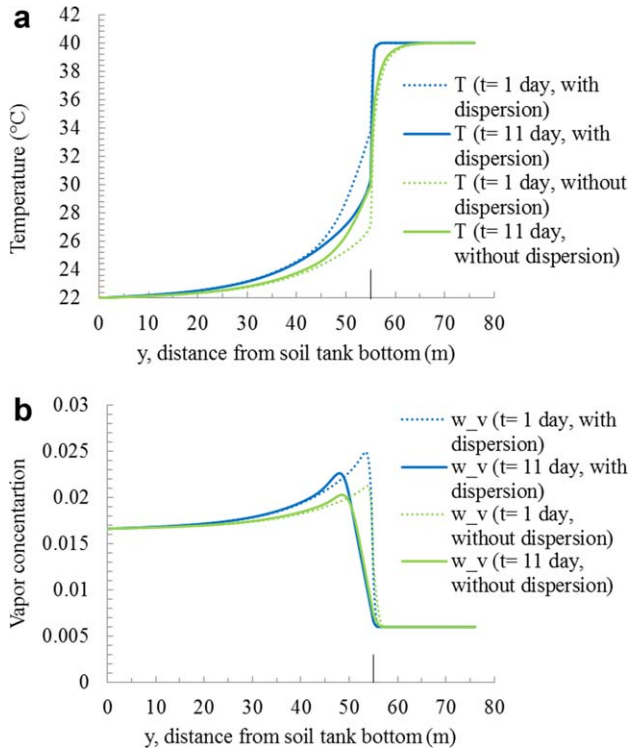 a
40
38
36
34
32
30
28
26
24
22
Temperature (°C)
0 10 20 30 40 50 60 70 80
y, distance from soil tank bottom (m)
T (t= 1 day, with
dispersion)
T (t= 11 day, with
dispersion)
T (t= 1 day, without
dispersion)
T (t= 11 day,
without dispersion)
b
0.03
0.025
0.02
0.015
0.01
0.005
0
Vapor concentartion
0 10 20 30 40 50 60 70 80
y, distance from soil tank bottom (m)
w_v (t= 1 day, with
dispersion)
w_v (t= 11 day, with
dispersion)
w_v (t= 1 day,
without dispersion)
w_v (t= 11 day,
without dispersion)